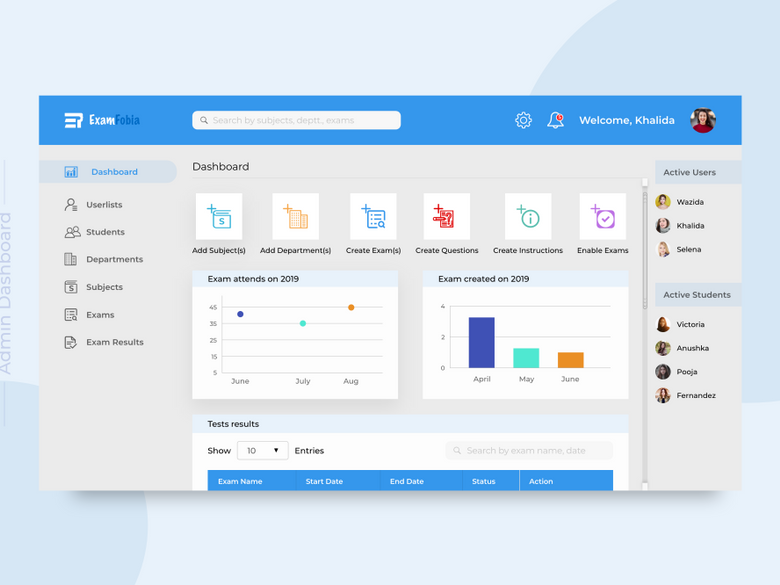 Admin Dashboard
ExamFobia
Search by subjects, deptt., exams
Welcome, Khalida
Dashboard
Userlists
Students
Departments
Subjects
Exams
Exam Results
Dashboard
Add Subject(s)
Add Department(s)
Create Exam(s)
Create Questions
Create Instructions
Enable Exams
Exam attends on 2019
45
35
25
15
5
June July Aug
Exam created on 2019
4
2
0
April May June
Tests results
Show 10 Entries
Search by exam name, date
Exam Name Start Date End Date Status Action
Active Users
Wazida
Khalida
Selena
Active Students
Victoria
Anushka
Pooja
Fernandez